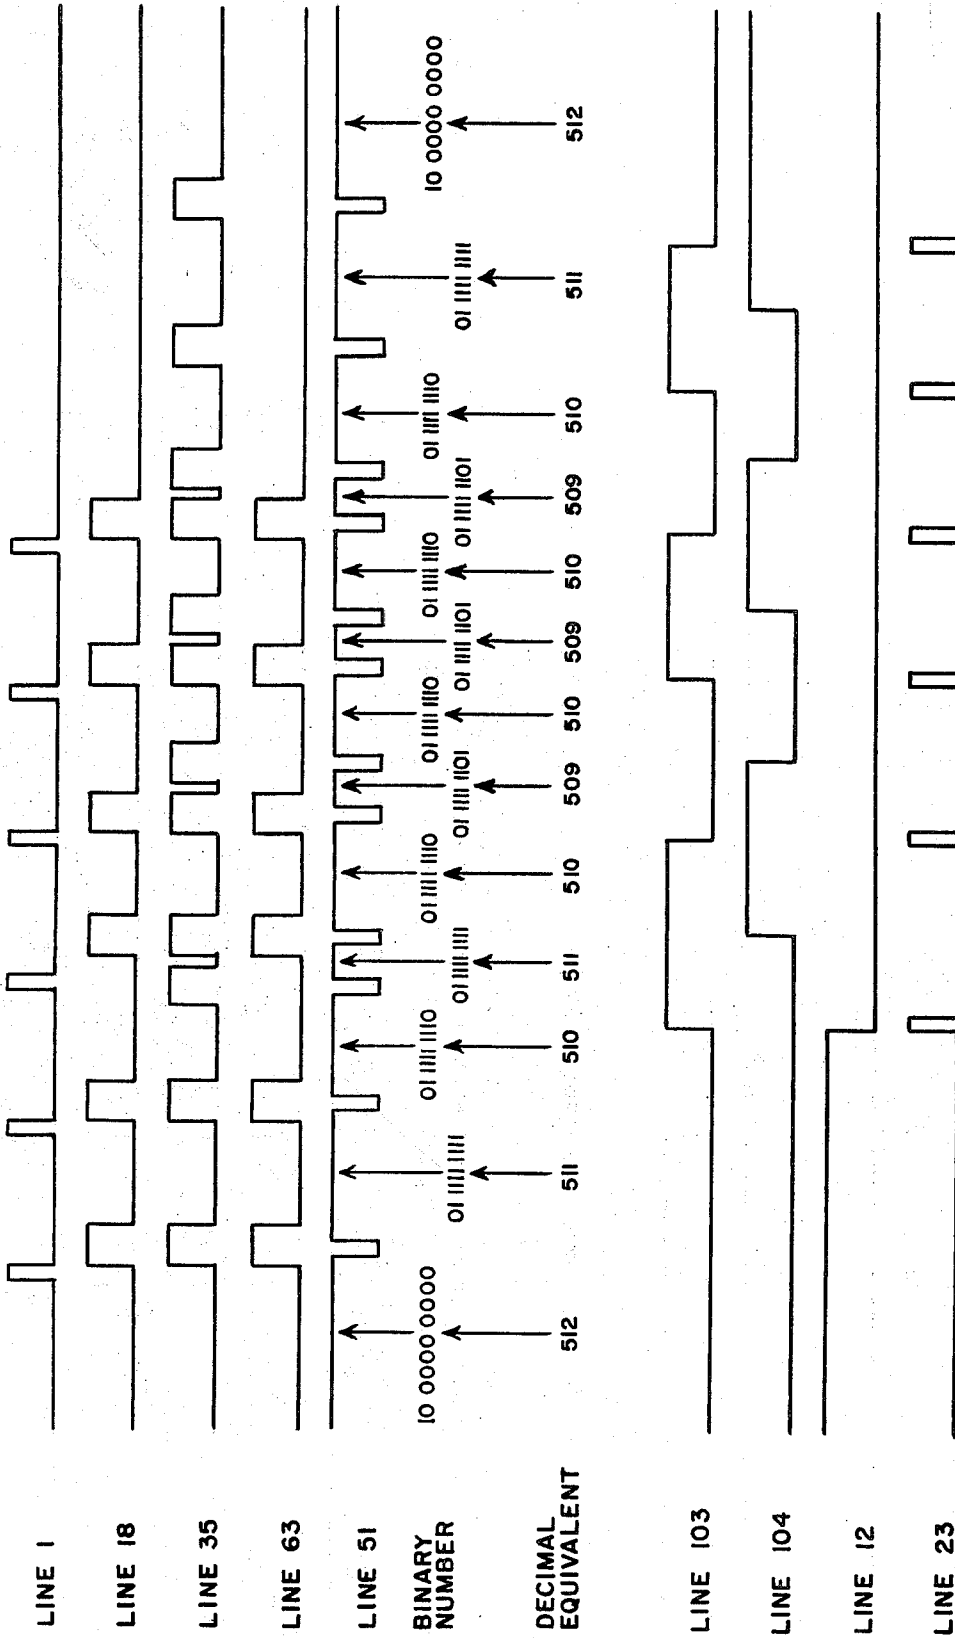 LINE 1
LINE 18
LINE 35
LINE 63
LINE 51
BINARY
NUMBER
10 0000 0000
01 1111 1111
01 1111 1110
01 1111 1111
01 1111 1110
01 1111 1101
01 1111 1110
01 1111 1101
01 1111 1110
01 1111 1101
01 1111 1110
01 1111 1111
10 0000 0000
DECIMAL
EQUIVALENT
512
511
510
511
510
509
510
509
510
509
510
511
512
LINE 103
LINE 104
LINE 12
LINE 23